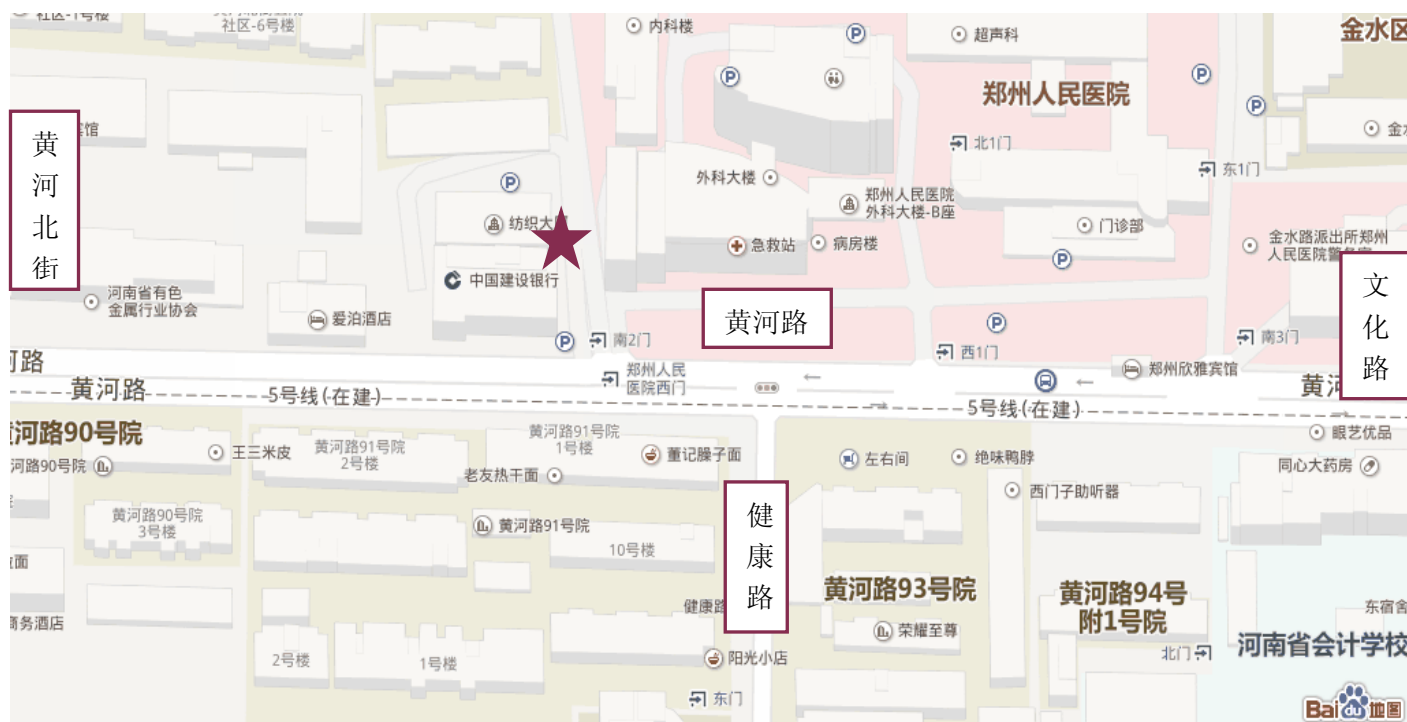 社区-1号楼
社区-6号楼
内科楼
超声科
金水区
郑州人民医院
黄
河
北
街
宾馆
北1门
东1门
外科大楼
郑州人民医院
外科大楼-B座
纺织大厦
急救站
病房楼
门诊部
金水路派出所郑州
人民医院警务室
中国建设银行
河南省有色
金属行业协会
爱泊酒店
黄河路
文
化
路
南2门
西1门
南3门
河路
郑州人民
医院西门
郑州欣雅宾馆
黄河路
5号线(在建)
5号线(在建)
黄河
黄河路90号院
河路90号院
王三米皮
黄河路91号院
2号楼
黄河路91号院
1号楼
董记臊子面
老友热干面
左右间
绝味鸭脖
眼艺优品
同心大药房
西门子助听器
黄河路90号院
3号楼
黄河路91号院
10号楼
健
康
路
健康路
黄河路93号院
黄河路94号
附1号院
荣耀至尊
东宿舍
商务酒店
2号楼
1号楼
阳光小店
北门
河南省会计学校
东门
Bai du 地图